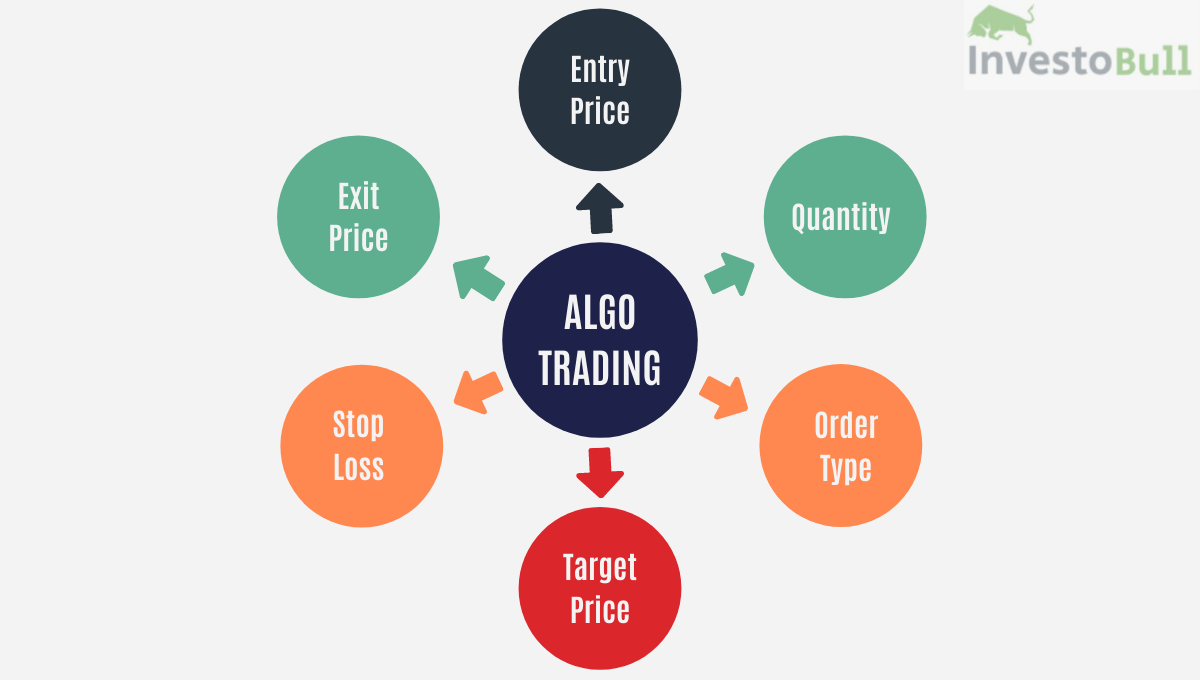 InvestoBull
Entry
Price
Exit
Price
Quantity
ALGO
TRADING
Stop
Loss
Order
Type
Target
Price